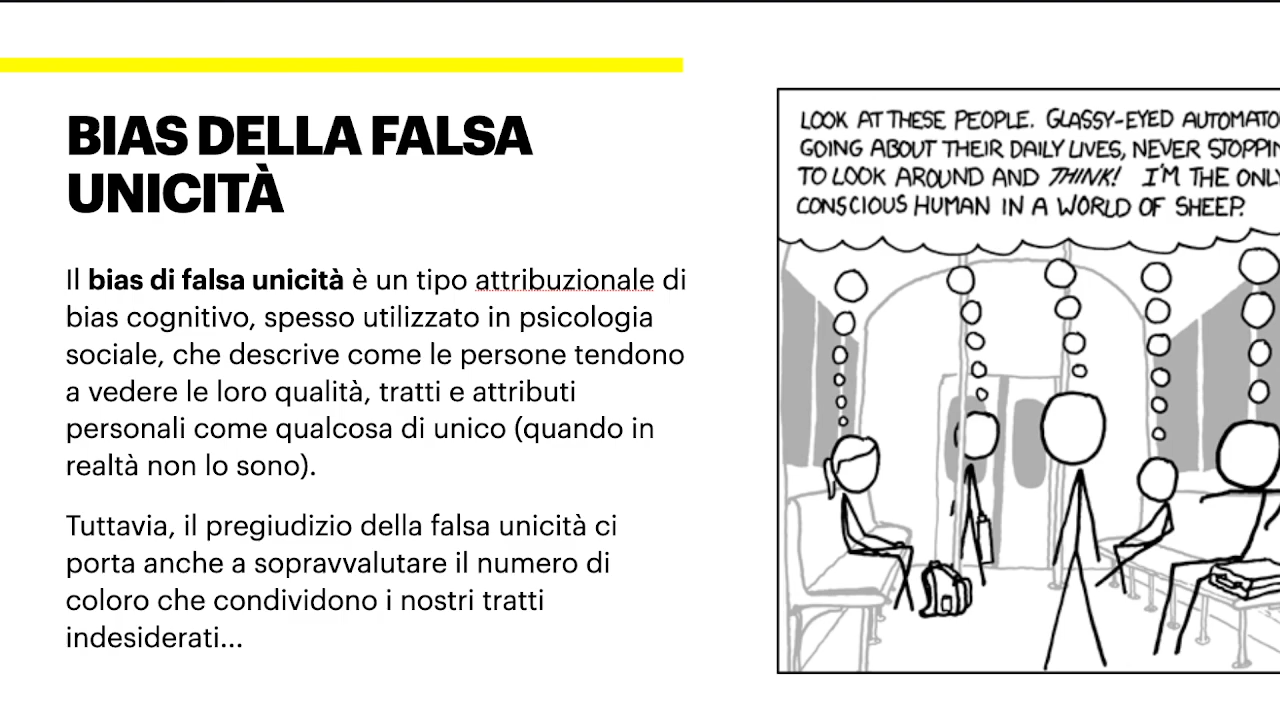 BIAS DELLA FALSA
UNICITÀ
Il bias di falsa unicità è un tipo attribuzionale di
bias cognitivo, spesso utilizzato in psicologia
sociale, che descrive come le persone tendono
a vedere le loro qualità, tratti e attributi
personali come qualcosa di unico (quando in
realtà non lo sono).
Tuttavia, il pregiudizio della falsa unicità ci
porta anche a sopravvalutare il numero di
coloro che condividono i nostri tratti
indesiderati...
LOOK AT THESE PEOPLE. GLASSY-EYED AUTOMATO
GOING ABOUT THEIR DAILY LIVES, NEVER STOPPIN
TO LOOK AROUND AND THINK! I'M THE ONLY
CONSCIOUS HUMAN IN A WORLD OF SHEEP.